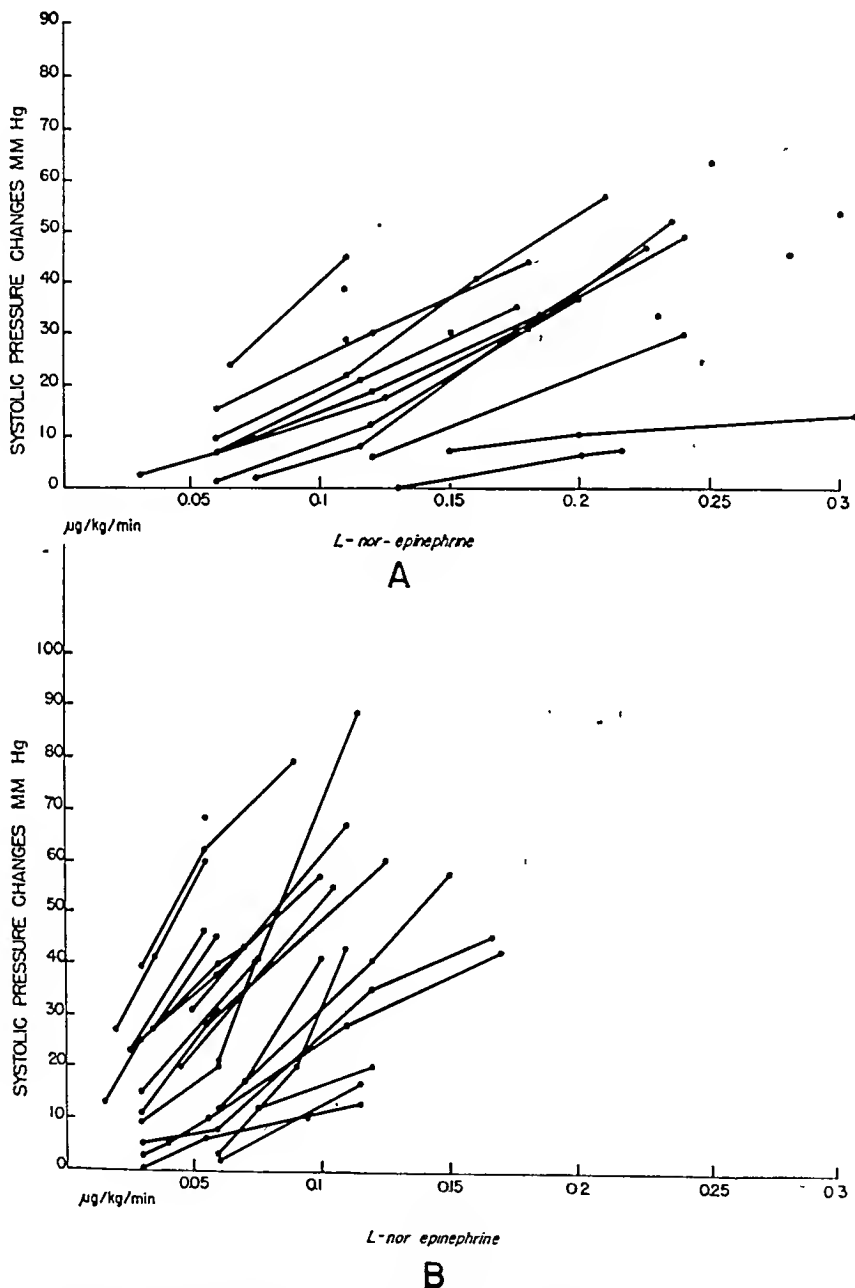 90
80
70
60
50
40
30
20
10
0
SYSTOLIC PRESSURE CHANGES MM Hg
0.05 0.1 0.15 0.2 0.25 0.3
µg/kg/min
L-nor-epinephrine
A
100
90
80
70
60
50
40
30
20
10
0
SYSTOLIC PRESSURE CHANGES MM Hg
0.05 0.1 0.15 0.2 0.25 0.3
µg/kg/min
L-nor epinephrine
B